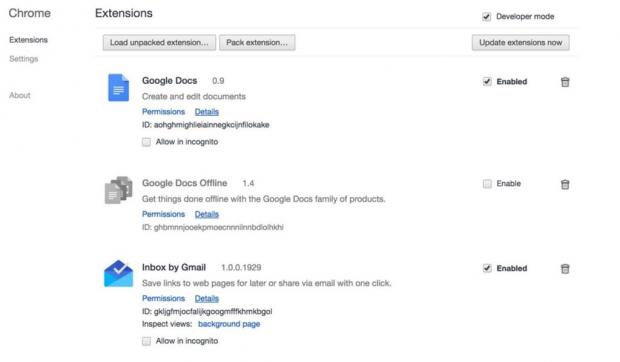 Chrome
Extensions
Developer mode
Extensions
Settings
About
Load unpacked extension...
Pack extension...
Update extensions now
Google Docs 0.9
Enabled
Create and edit documents
Permissions Details
ID: aohghmighlieiainnegkcijnfilokake
Allow in incognito
Google Docs Offline 1.4
Enable
Get things done offline with the Google Docs family of products.
Permissions Details
ID: ghbmnnjooekpmoecnnnilnnbdlolhkhi
Inbox by Gmail 1.0.0.1929
Enabled
Save links to web pages for later or share via email with one click.
Permissions Details
ID: gkljgfmjocfalijkgoogmfffkhmkbgol
Inspect views: background page
Allow in incognito